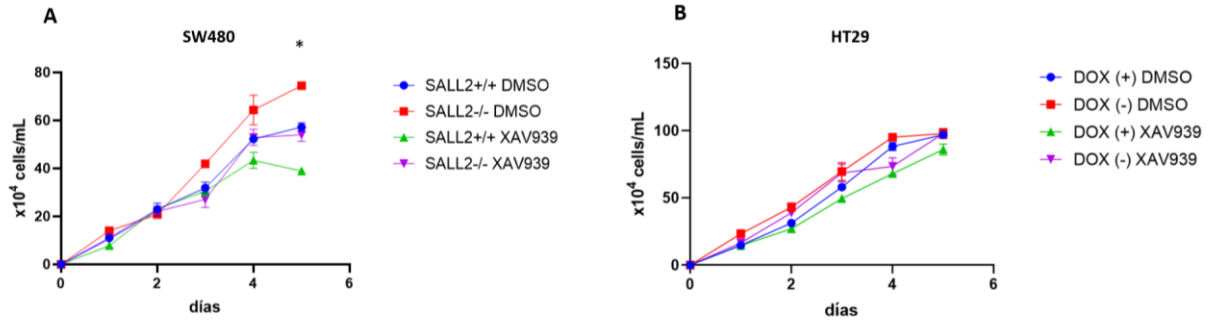 A
SW480
*
x10⁴ cells/mL
80
60
40
20
0
0
2
4
6
días
SALL2+/+ DMSO
SALL2-/- DMSO
SALL2+/+ XAV939
SALL2-/- XAV939
B
HT29
x10⁴ cells/mL
150
100
50
0
0
2
4
6
días
DOX (+) DMSO
DOX (-) DMSO
DOX (+) XAV939
DOX (-) XAV939